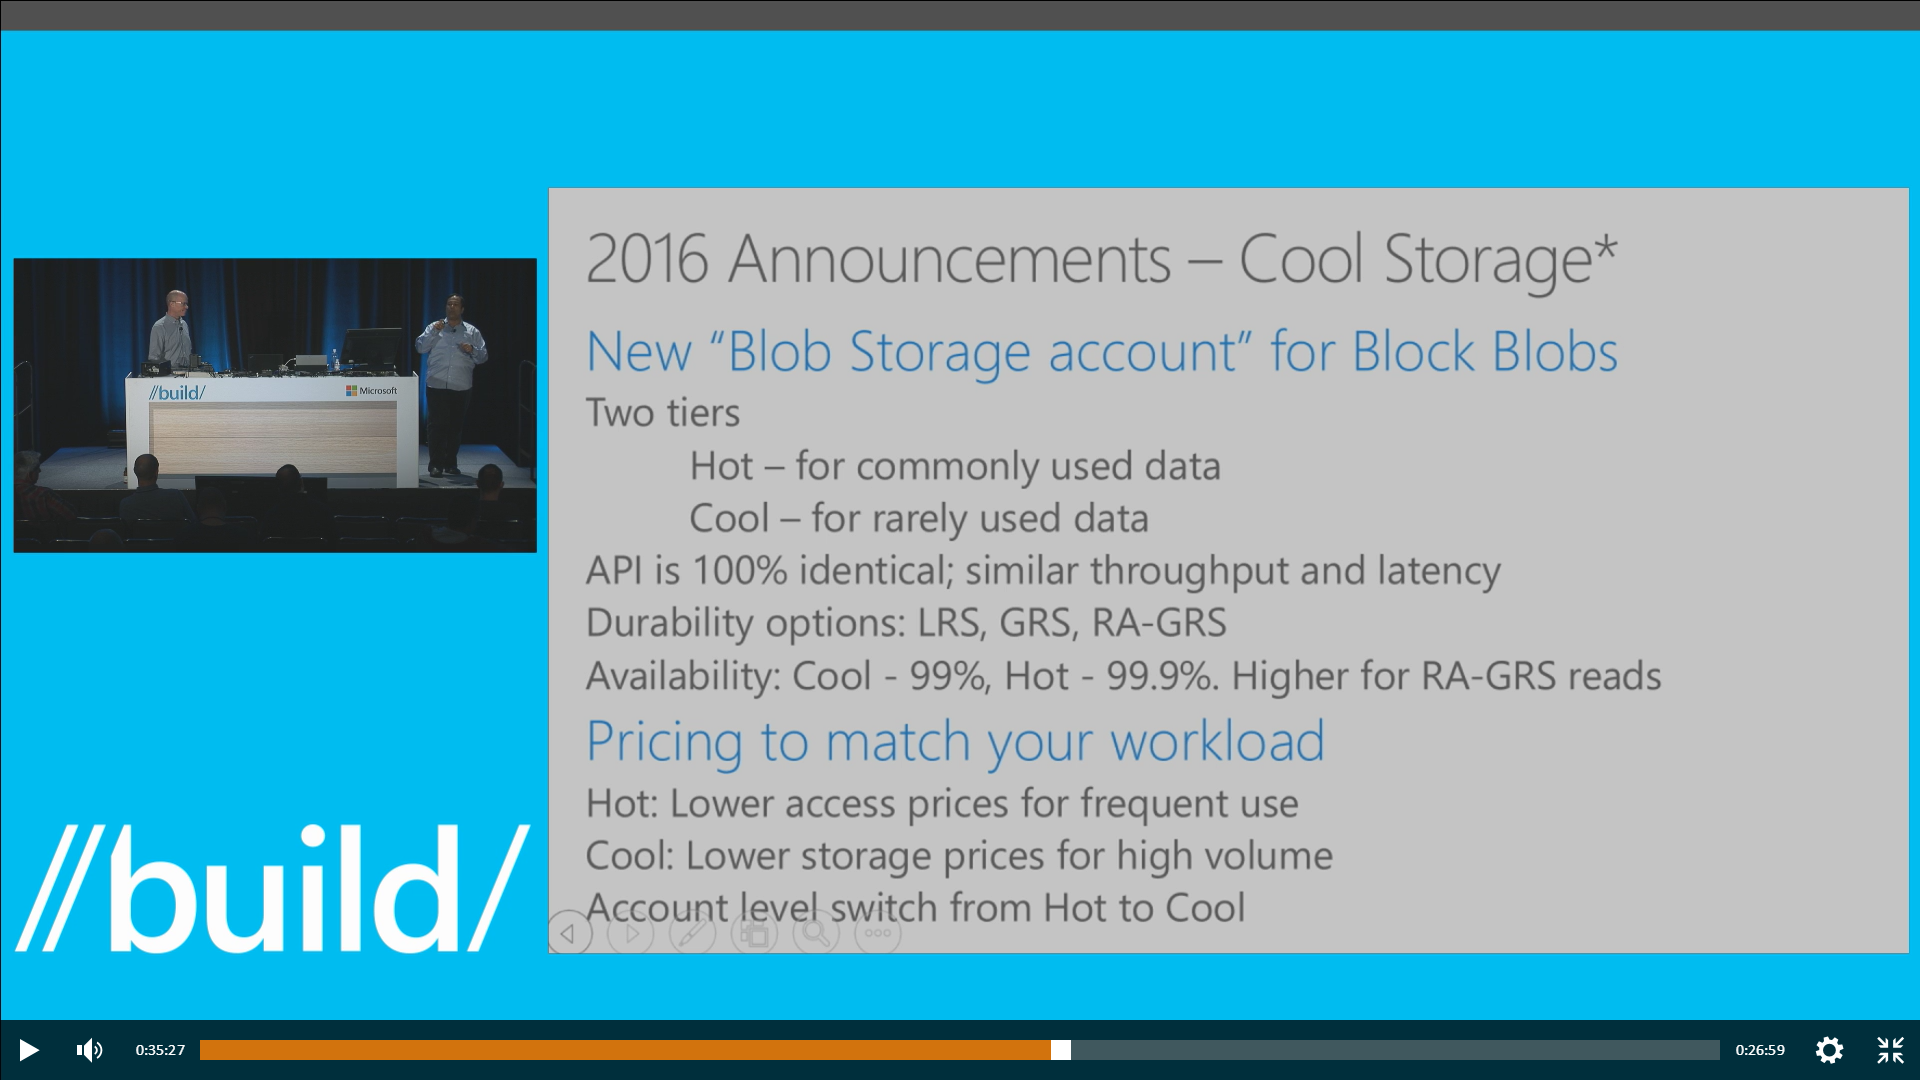 2016 Announcements – Cool Storage*
New “Blob Storage account” for Block Blobs
Two tiers
Hot – for commonly used data
Cool – for rarely used data
API is 100% identical; similar throughput and latency
Durability options: LRS, GRS, RA-GRS
Availability: Cool - 99%, Hot - 99.9%. Higher for RA-GRS reads
Pricing to match your workload
Hot: Lower access prices for frequent use
Cool: Lower storage prices for high volume
Account level switch from Hot to Cool
//build/
Microsoft
//build/
0:35:27
0:26:59